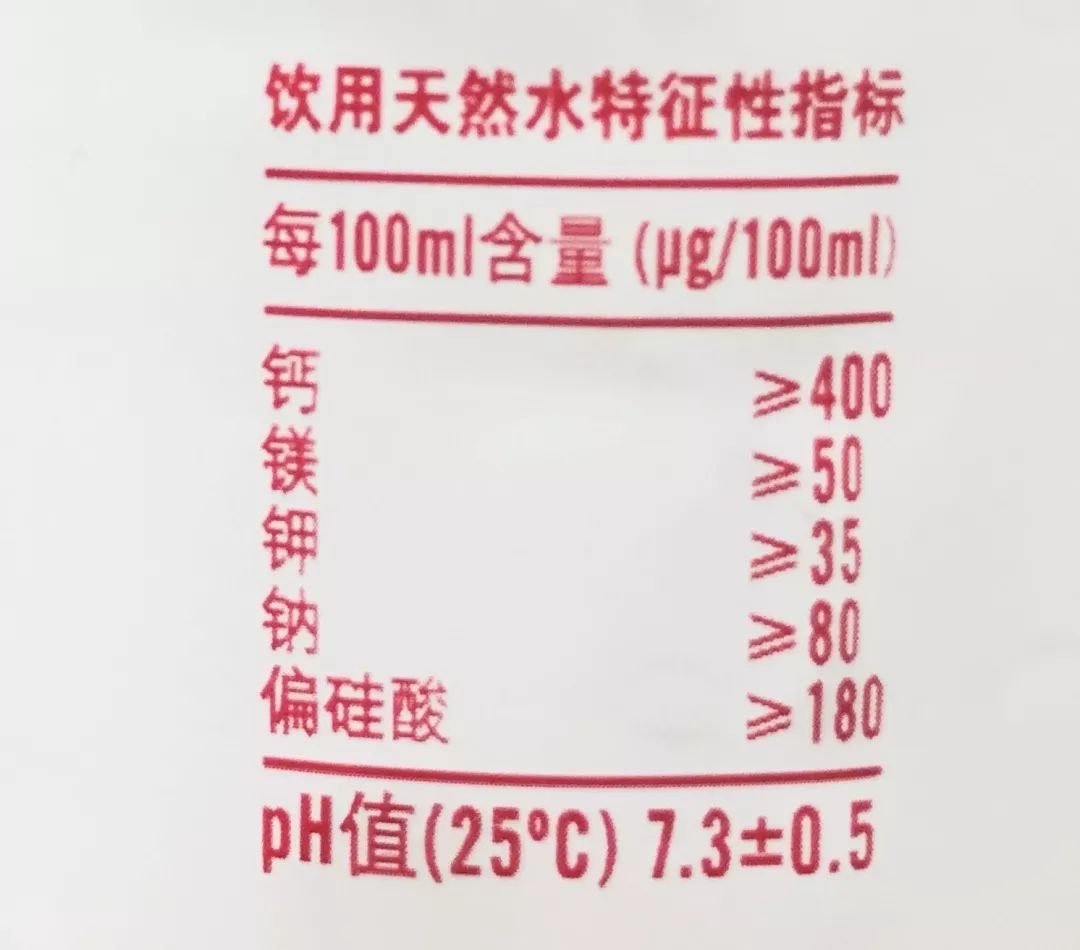 饮用天然水特征性指标
每100ml含量 (μg/100ml)
钙 ≥400
镁 ≥50
钾 ≥35
钠 ≥80
偏硅酸 ≥180
pH值(25ºC) 7.3±0.5